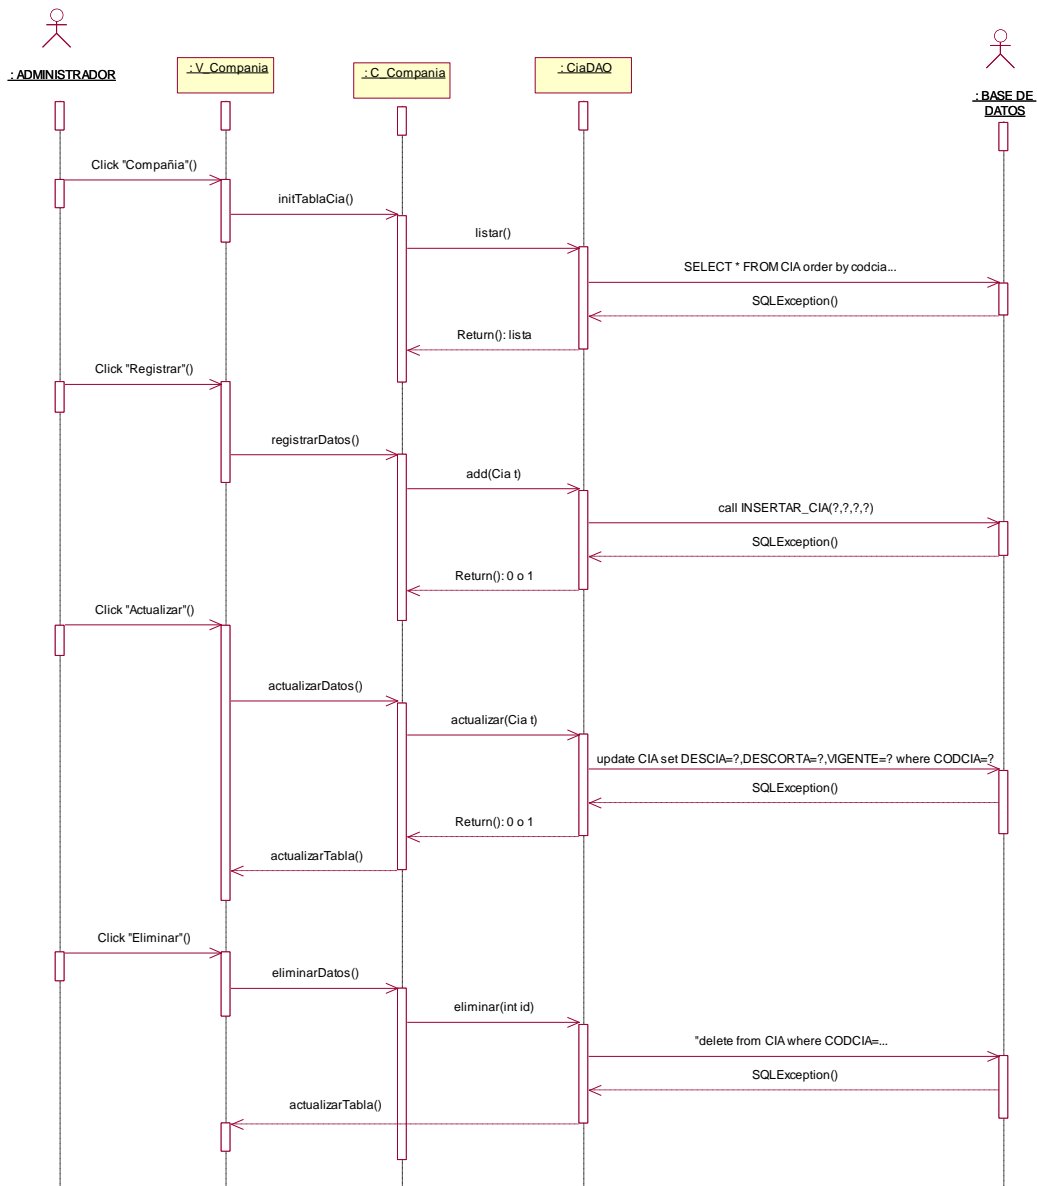 : ADMINISTRADOR
: V_Compania
: C_Compania
: CiaDAO
: BASE DE
DATOS
Click "Compañia"()
initTablaCia()
listar()
SELECT * FROM CIA order by codcia...
SQLException()
Return(): lista
Click "Registrar"()
registrarDatos()
add(Cia t)
call INSERTAR_CIA(?,?,?,?)
SQLException()
Return(): 0 o 1
Click "Actualizar"()
actualizarDatos()
actualizar(Cia t)
update CIA set DESCIA=?,DESCORTA=?,VIGENTE=? where CODCIA=?
SQLException()
Return(): 0 o 1
actualizarTabla()
Click "Eliminar"()
eliminarDatos()
eliminar(int id)
"delete from CIA where CODCIA=...
SQLException()
actualizarTabla()